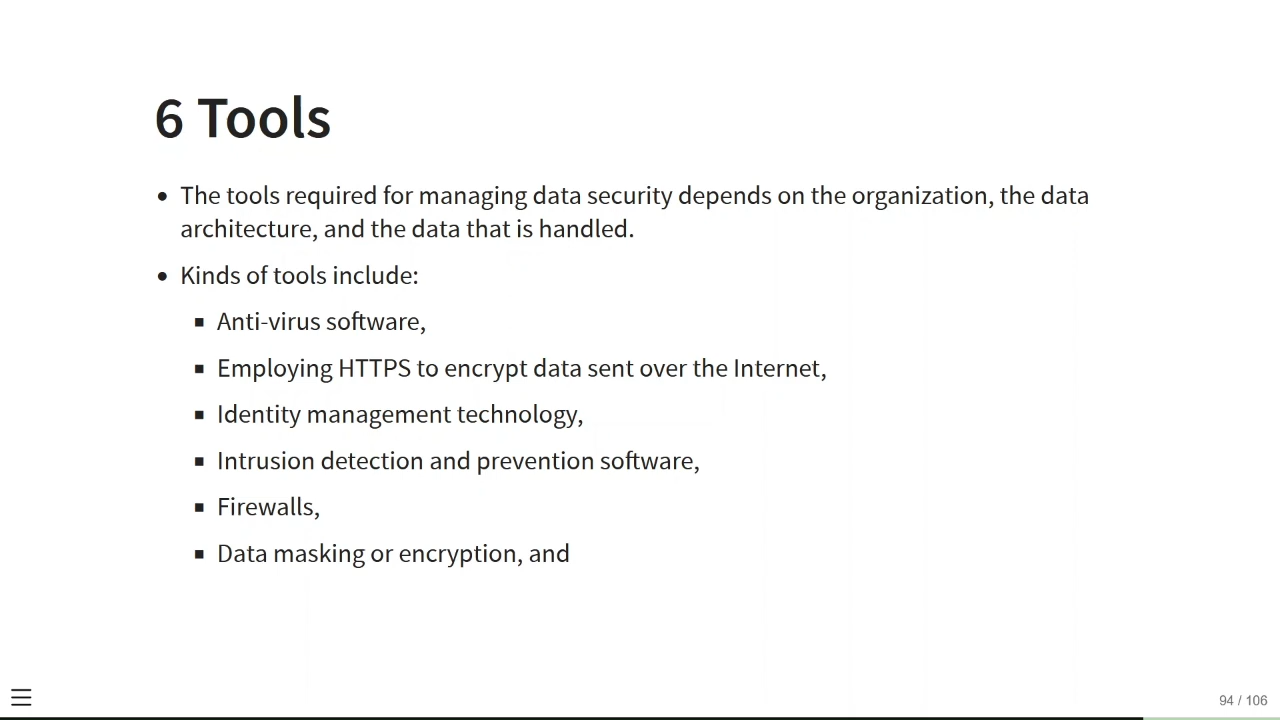 6 Tools
The tools required for managing data security depends on the organization, the data
architecture, and the data that is handled.
Kinds of tools include:
Anti-virus software,
Employing HTTPS to encrypt data sent over the Internet,
Identity management technology,
Intrusion detection and prevention software,
Firewalls,
Data masking or encryption, and
94 / 106